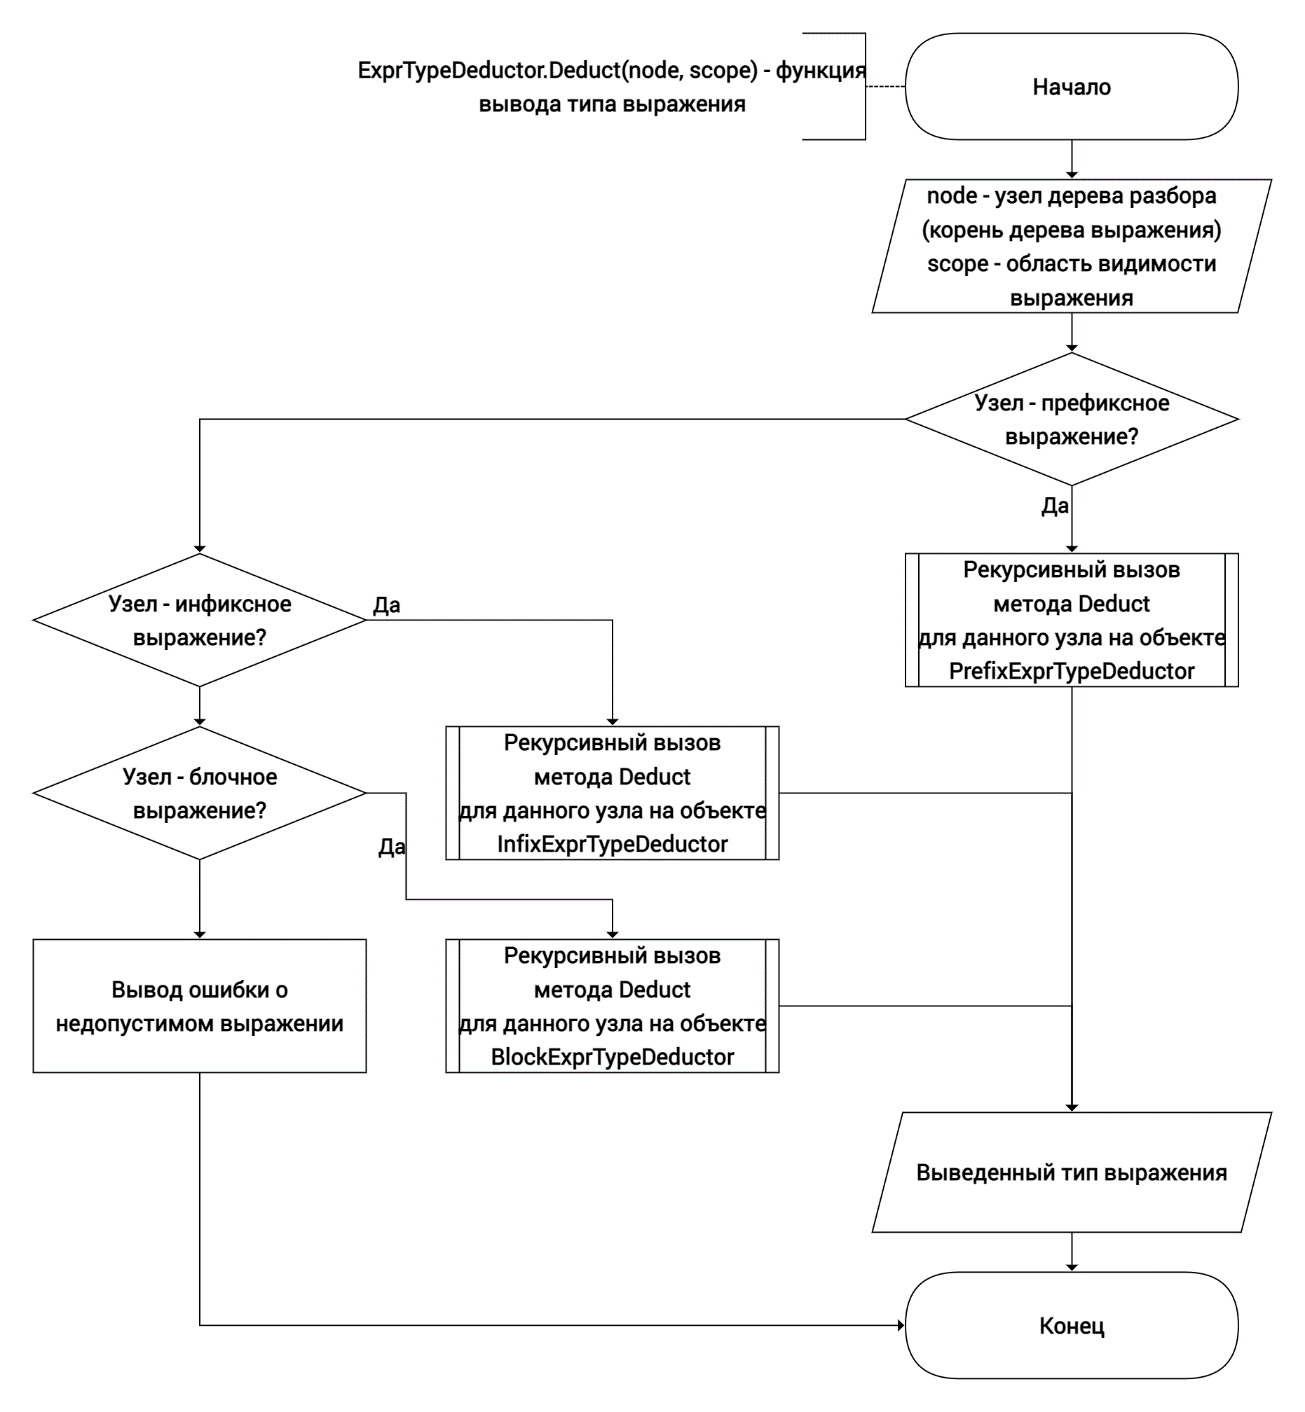 ExprTypeDeductor.Deduct(node, scope) - функция
вывода типа выражения
Начало
node - узел дерева разбора
(корень дерева выражения)
scope - область видимости
выражения
Узел - префиксное
выражение?
Да
Рекурсивный вызов
метода Deduct
для данного узла на объекте
PrefixExprTypeDeductor
Узел - инфиксное
выражение?
Да
Рекурсивный вызов
метода Deduct
для данного узла на объекте
InfixExprTypeDeductor
Узел - блочное
выражение?
Да
Рекурсивный вызов
метода Deduct
для данного узла на объекте
BlockExprTypeDeductor
Вывод ошибки о
недопустимом выражении
Выведенный тип выражения
Конец